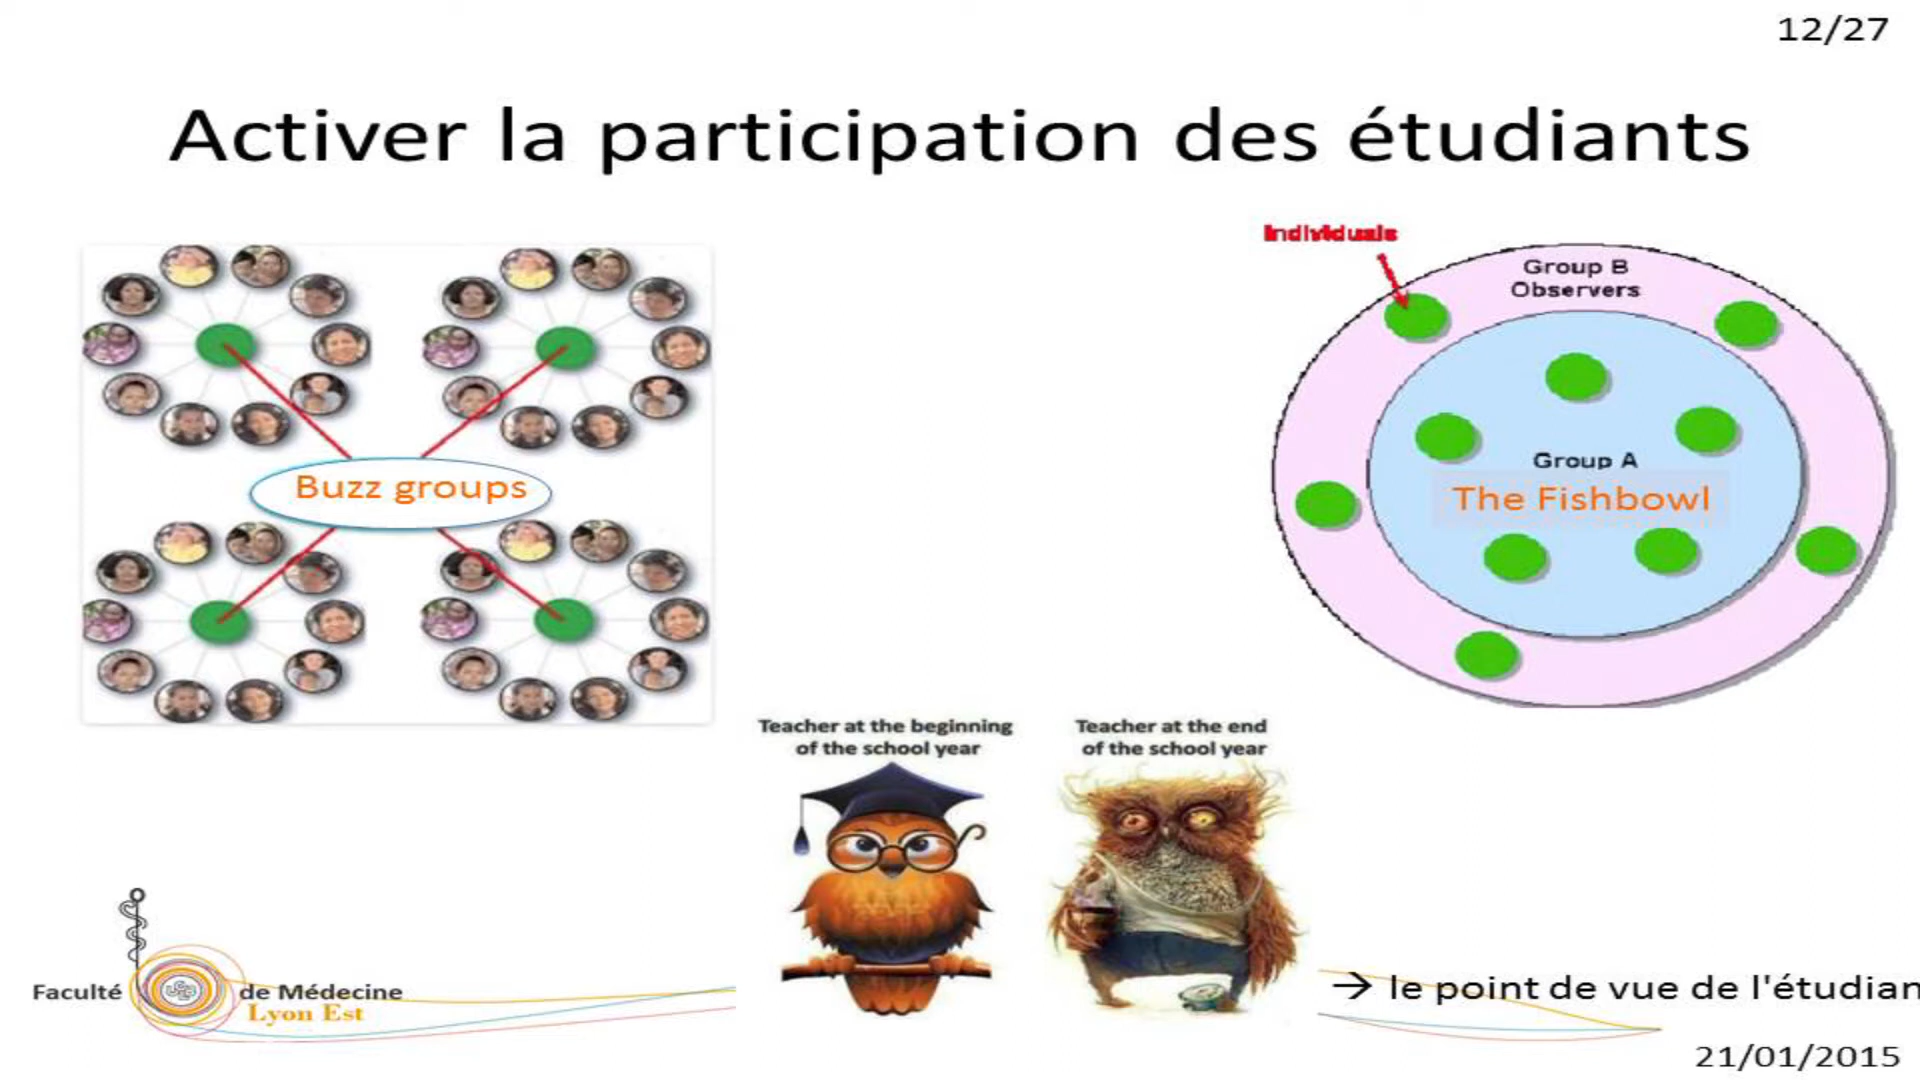 12/27
Activer la participation des étudiants
Individuals
Group B
Observers
Buzz groups
Group A
The Fishbowl
Teacher at the beginning
of the school year
Teacher at the end
of the school year
Faculté de Médecine
Lyon Est
→ le point de vue de l'étudian
21/01/2015